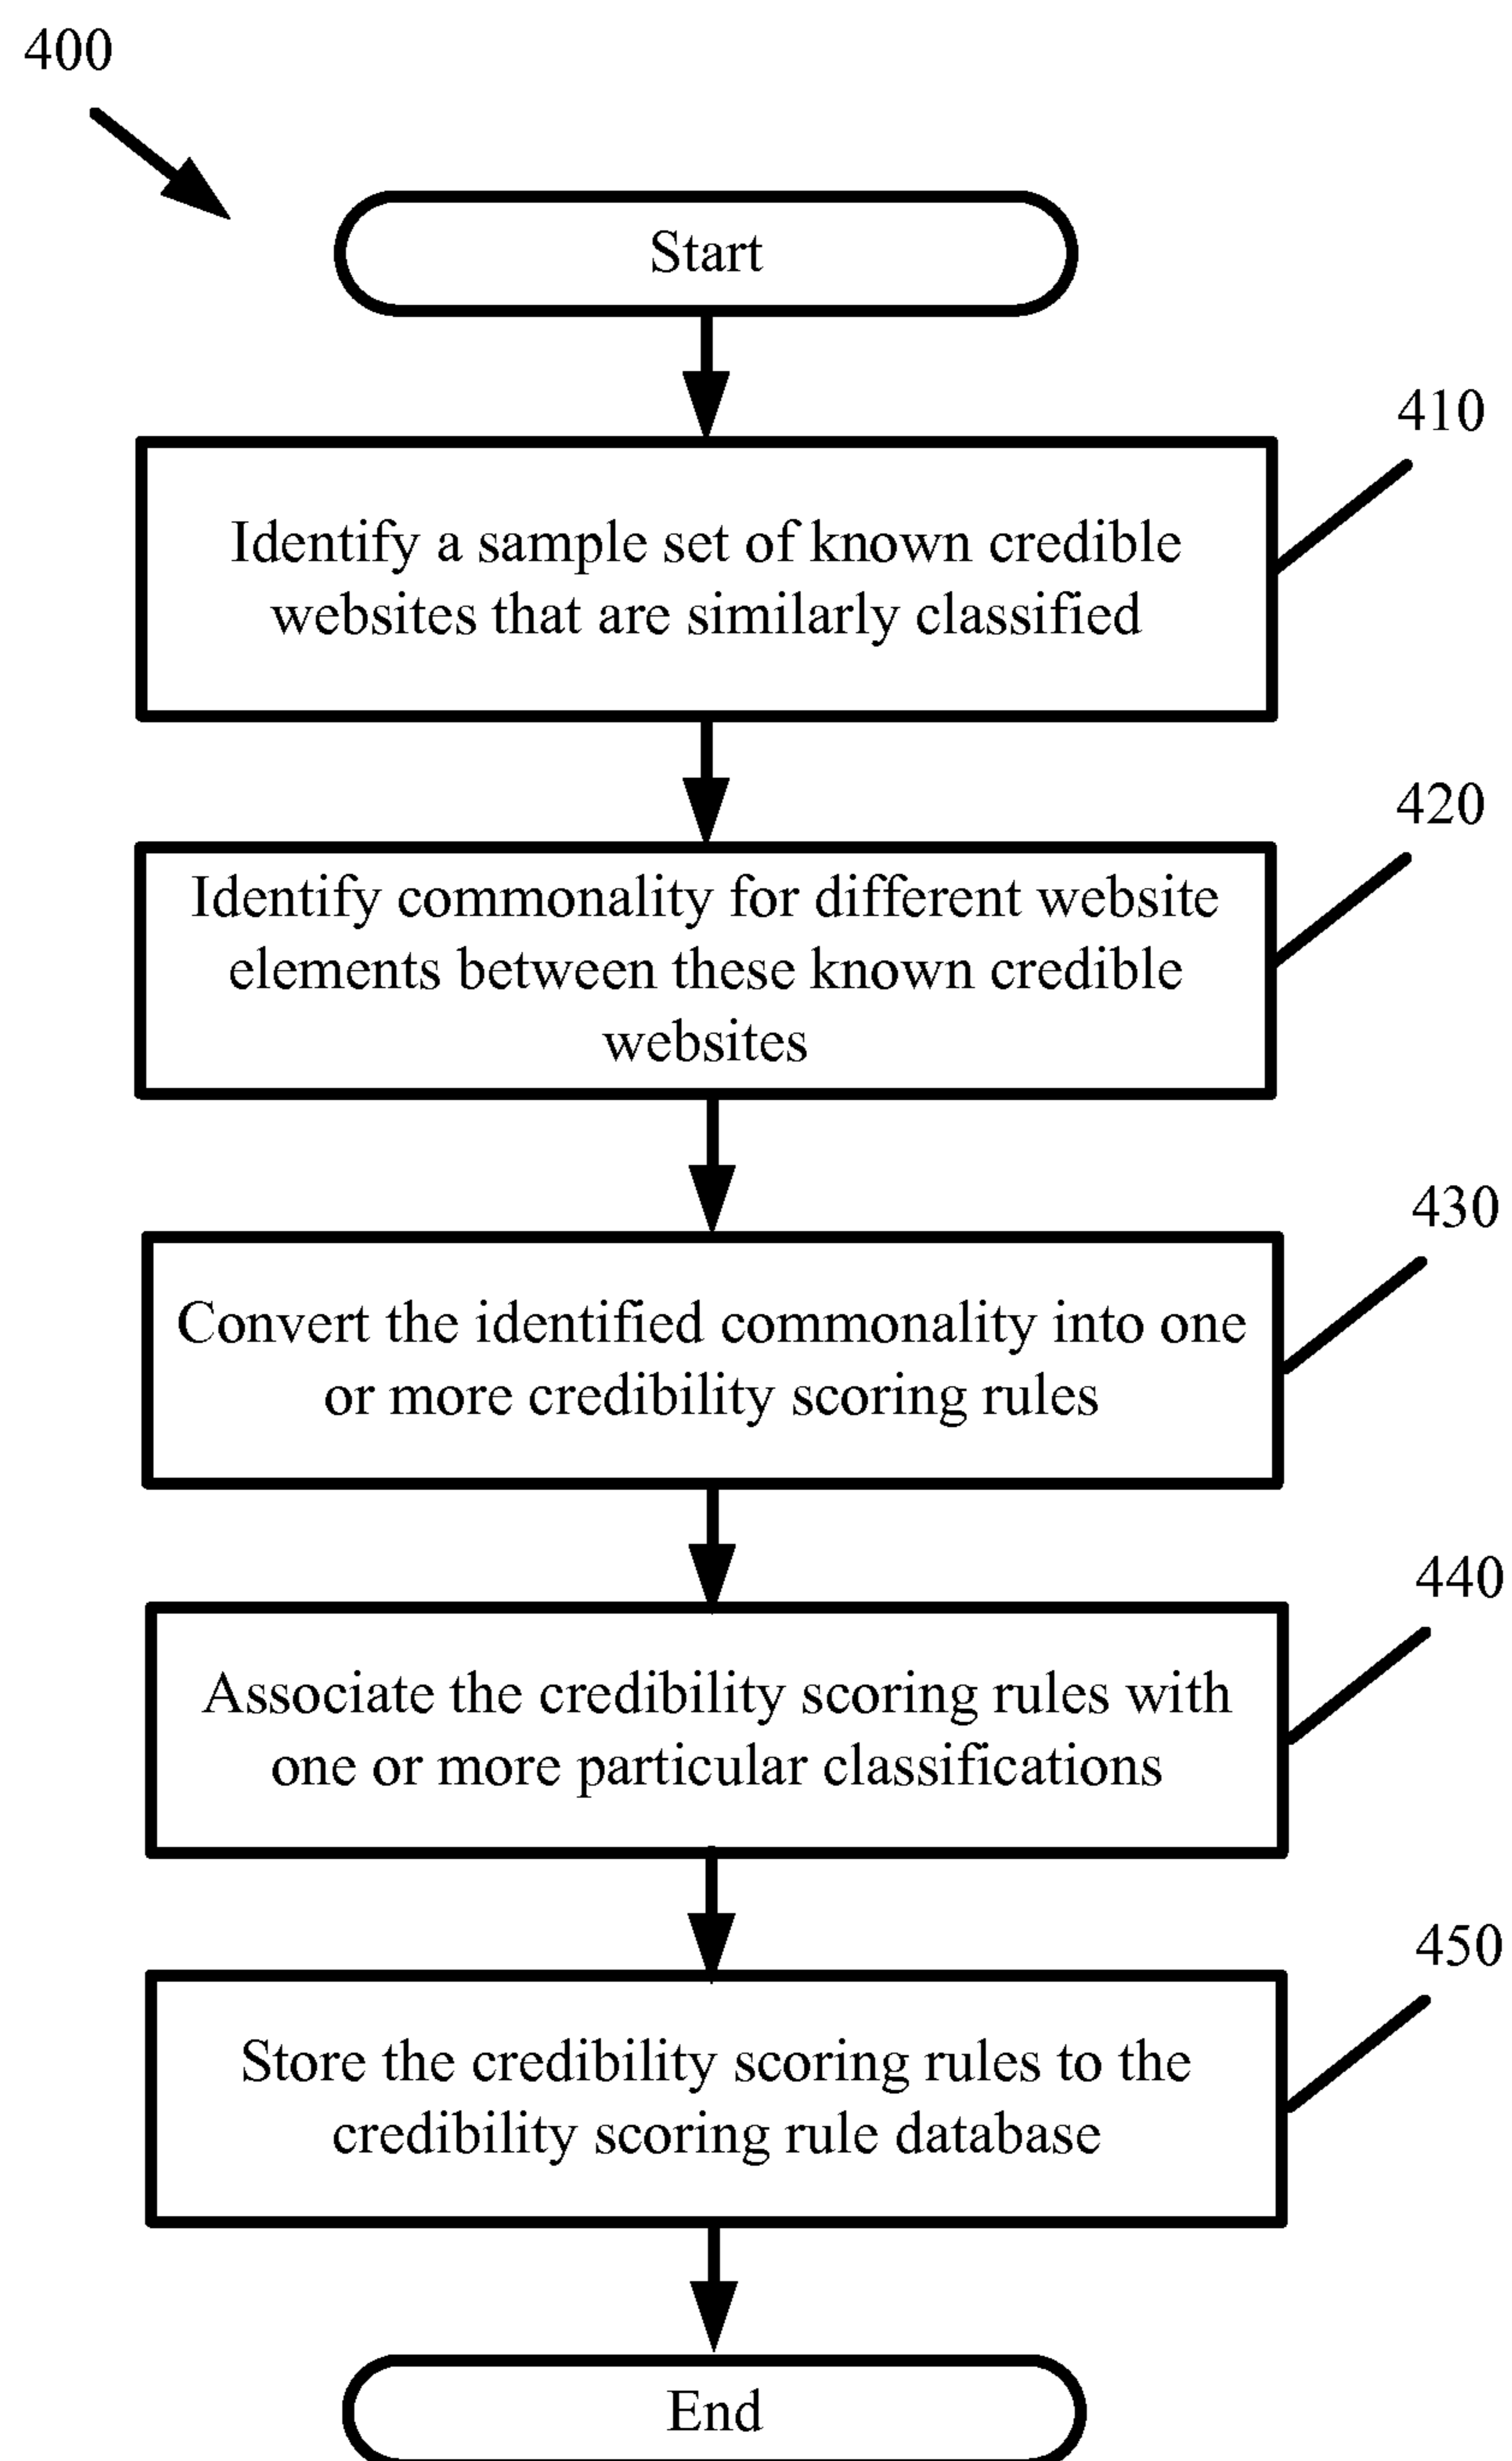 400
Start
410
Identify a sample set of known credible
websites that are similarly classified
420
Identify commonality for different website
elements between these known credible
websites
430
Convert the identified commonality into one
or more credibility scoring rules
440
Associate the credibility scoring rules with
one or more particular classifications
450
Store the credibility scoring rules to the
credibility scoring rule database
End